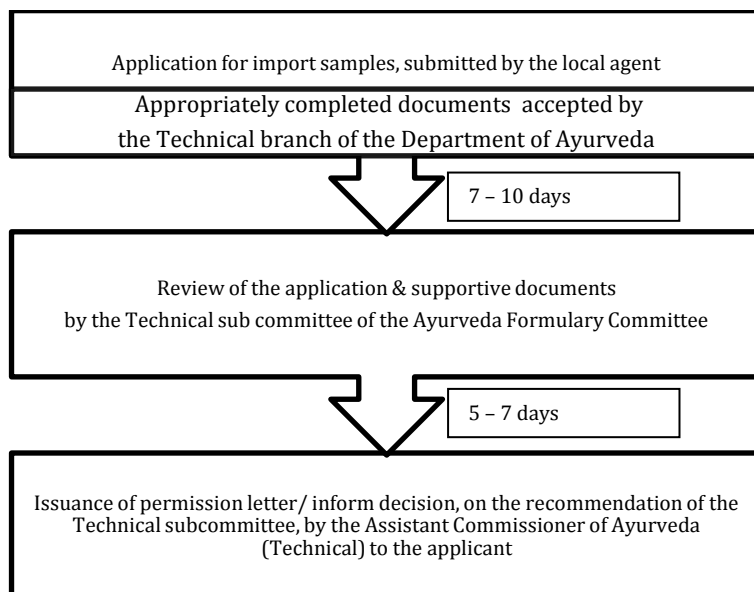 Application for import samples, submitted by the local agent
Appropriately completed documents accepted by
the Technical branch of the Department of Ayurveda
7 – 10 days
Review of the application & supportive documents
by the Technical sub committee of the Ayurveda Formulary Committee
5 – 7 days
Issuance of permission letter/ inform decision, on the recommendation of the
Technical subcommittee, by the Assistant Commissioner of Ayurveda
(Technical) to the applicant